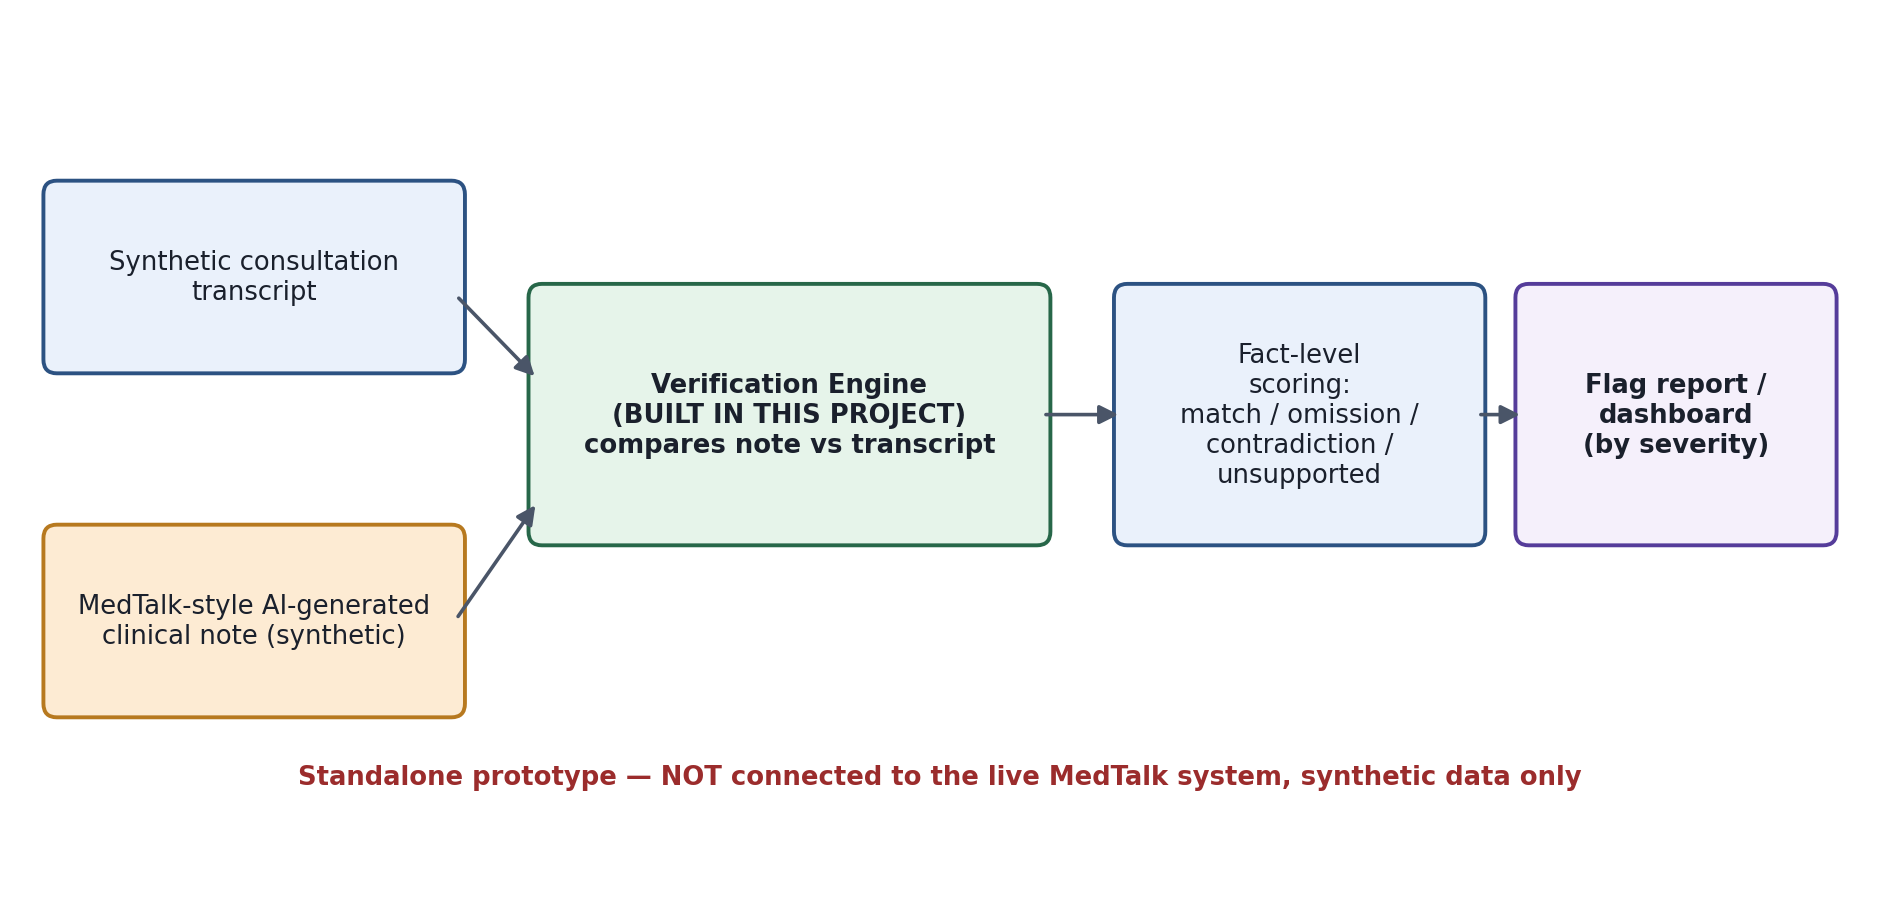 Synthetic consultation
transcript
MedTalk-style AI-generated
clinical note (synthetic)
Verification Engine
(BUILT IN THIS PROJECT)
compares note vs transcript
Fact-level
scoring:
match / omission /
contradiction /
unsupported
Flag report /
dashboard
(by severity)
Standalone prototype — NOT connected to the live MedTalk system, synthetic data only